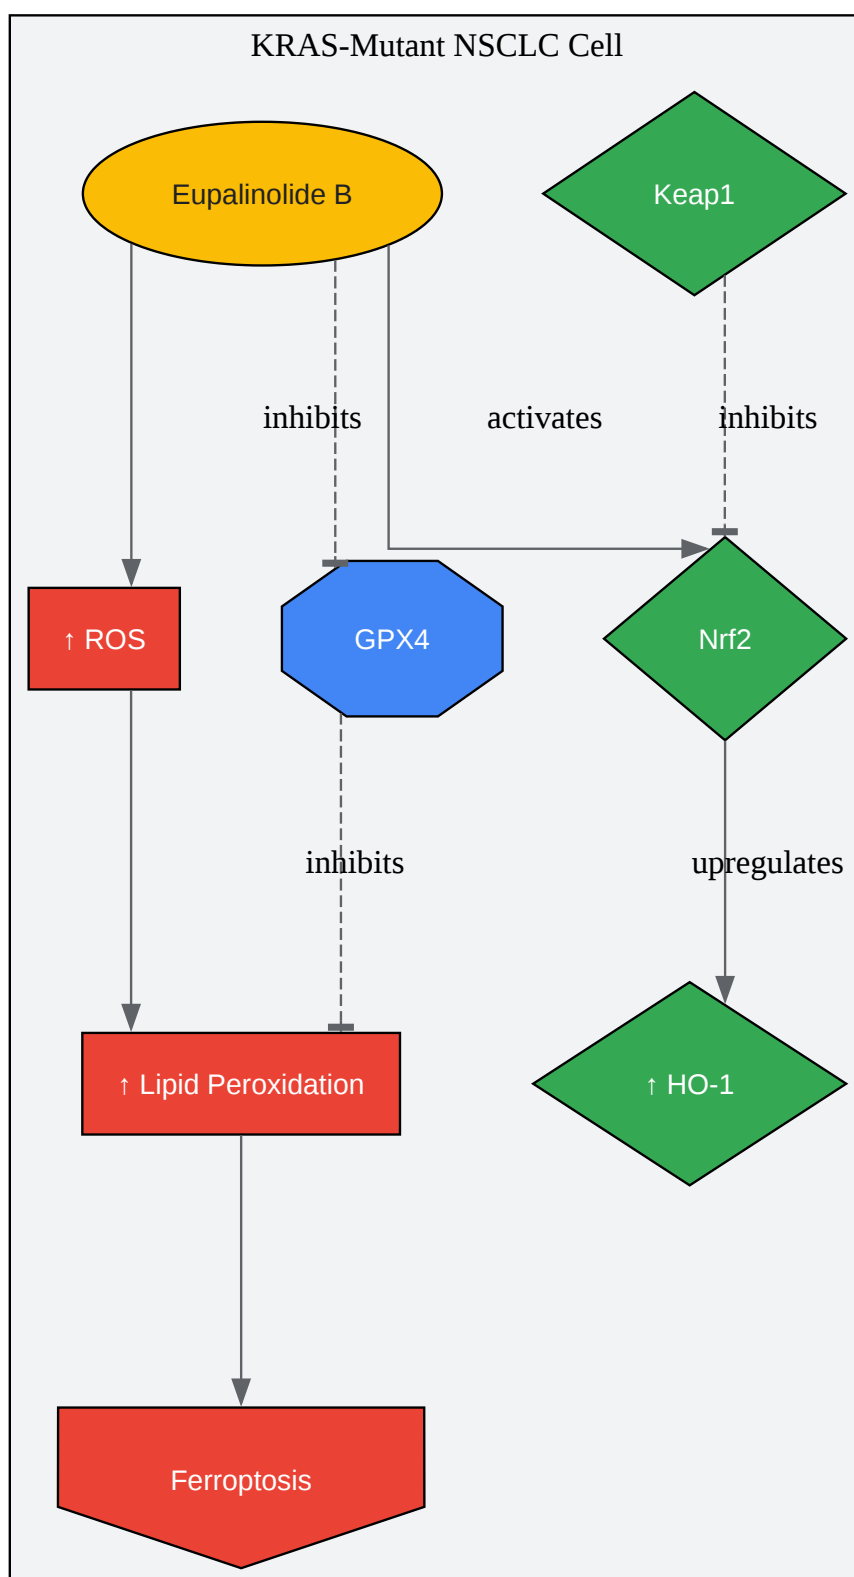 KRAS-Mutant NSCLC Cell
Eupalinolide B
Keap1
inhibits
activates
inhibits
↑ ROS
GPX4
Nrf2
inhibits
upregulates
↑ Lipid Peroxidation
↑ HO-1
Ferroptosis